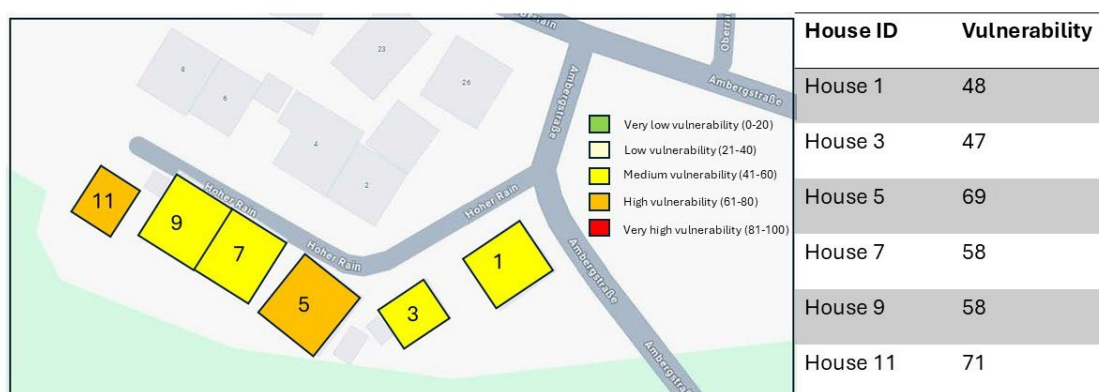 23
26
8
6
4
2
Ambergstraße
Ambergstraße
Hoher Rain
Hoher Rain
Hoher Rain
Ambergstraße
Ambergstraße
11
9
7
5
3
1
Very low vulnerability (0-20)
Low vulnerability (21-40)
Medium vulnerability (41-60)
High vulnerability (61-80)
Very high vulnerability (81-100)
House ID Vulnerability
House 1 48
House 3 47
House 5 69
House 7 58
House 9 58
House 11 71